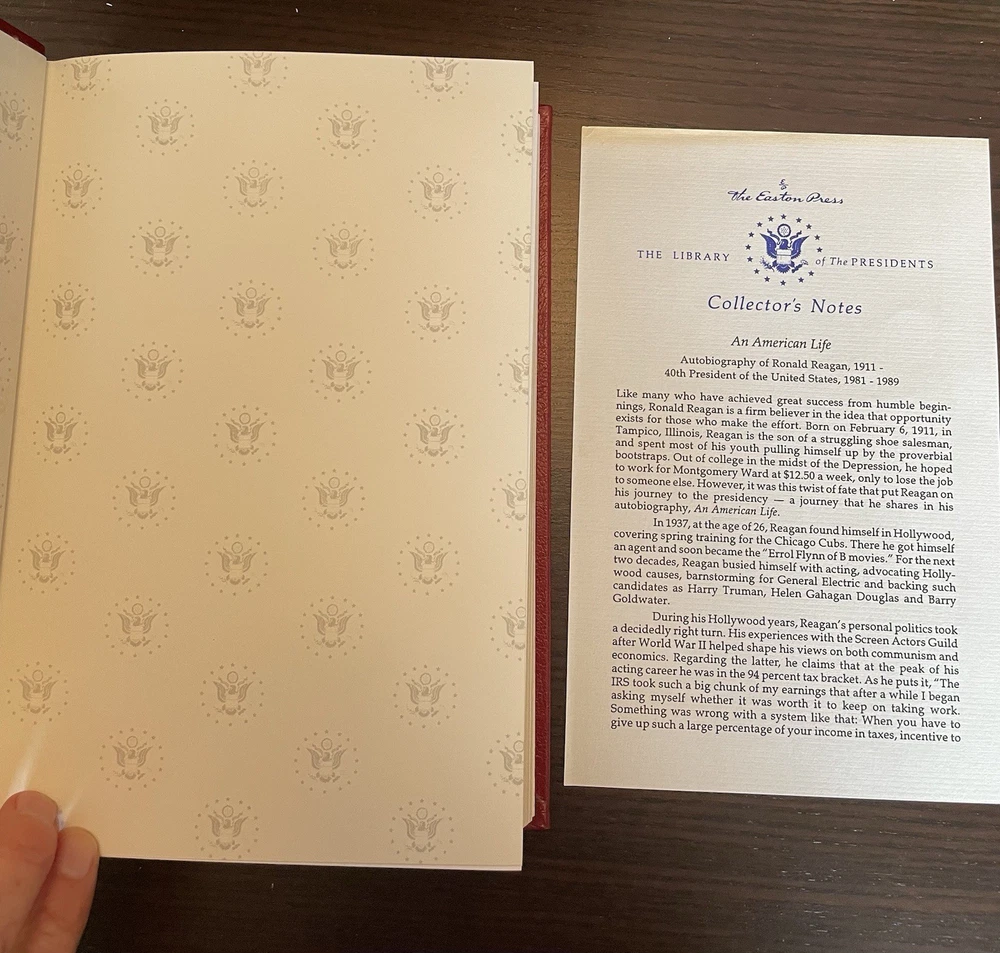 The Easton Press
THE LIBRARY of The PRESIDENTS
Collector's Notes
An American Life
Autobiography of Ronald Reagan, 1911 -
40th President of the United States, 1981 - 1989
Like many who have achieved great success from humble begin-
nings, Ronald Reagan is a firm believer in the idea that opportunity
exists for those who make the effort. Born on February 6, 1911, in
Tampico, Illinois, Reagan is the son of a struggling shoe salesman,
and spent most of his youth pulling himself up by the proverbial
bootstraps. Out of college in the midst of the Depression, he hoped
to work for Montgomery Ward at $12.50 a week, only to lose the job
to someone else. However, it was this twist of fate that put Reagan on
his journey to the presidency — a journey that he shares in his
autobiography, An American Life.
In 1937, at the age of 26, Reagan found himself in Hollywood,
covering spring training for the Chicago Cubs. There he got himself
an agent and soon became the "Errol Flynn of B movies." For the next
two decades, Reagan busied himself with acting, advocating Holly-
wood causes, barnstorming for General Electric and backing such
candidates as Harry Truman, Helen Gahagan Douglas and Barry
Goldwater.
During his Hollywood years, Reagan's personal politics took
a decidedly right turn. His experiences with the Screen Actors Guild
after World War II helped shape his views on both communism and
economics. Regarding the latter, he claims that at the peak of his
acting career he was in the 94 percent tax bracket. As he puts it, "The
IRS took such a big chunk of my earnings that after a while I began
asking myself whether it was worth it to keep on taking work.
Something was wrong with a system like that: When you have to
give up such a large percentage of your income in taxes, incentive to